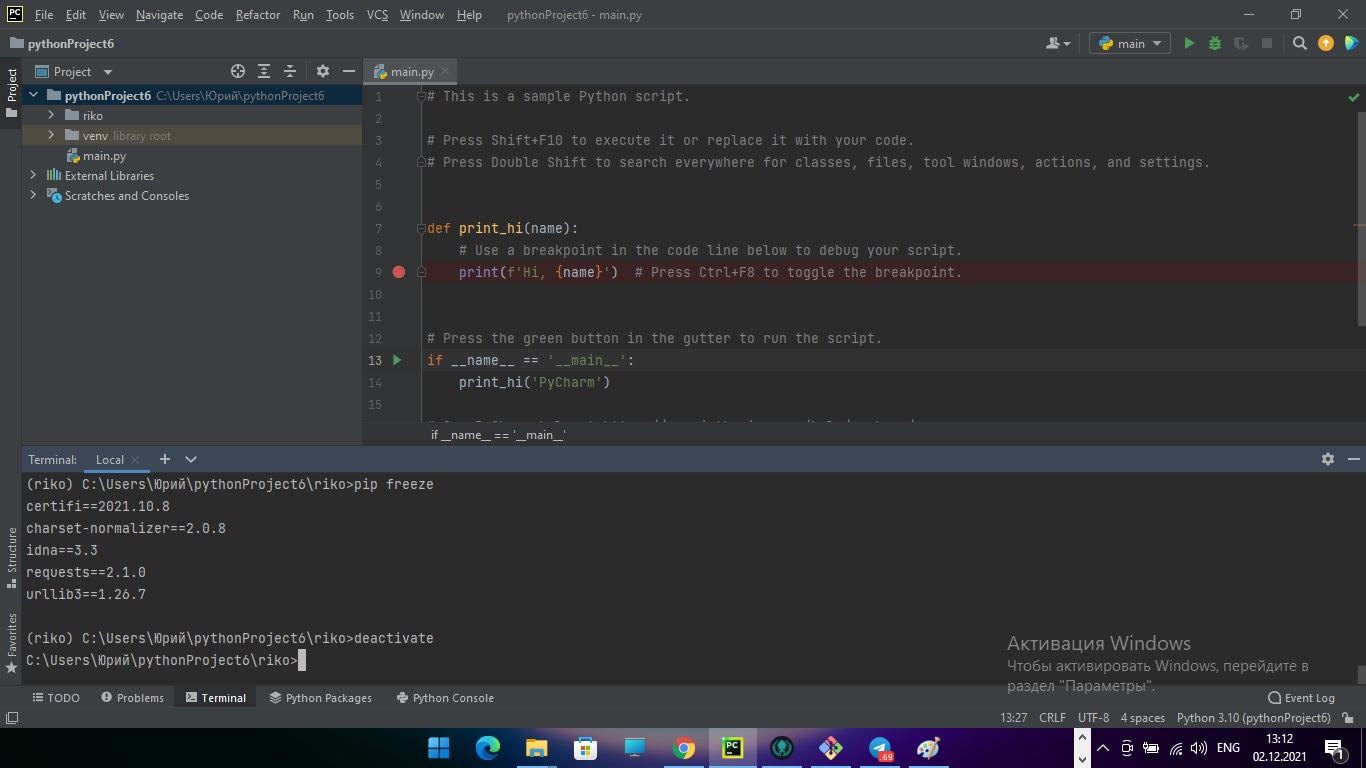 File Edit View Navigate Code Refactor Run Tools VCS Window Help pythonProject6 - main.py
pythonProject6
main
Project
Project
main.py
pythonProject6 C:\Users\Юрий\pythonProject6
riko
venv library root
main.py
External Libraries
Scratches and Consoles
1 # This is a sample Python script.
2
3 # Press Shift+F10 to execute it or replace it with your code.
4 # Press Double Shift to search everywhere for classes, files, tool windows, actions, and settings.
5
6
7 def print_hi(name):
8 # Use a breakpoint in the code line below to debug your script.
9 print(f'Hi, {name}') # Press Ctrl+F8 to toggle the breakpoint.
10
11
12 # Press the green button in the gutter to run the script.
13 if __name__ == '__main__':
14 print_hi('PyCharm')
15
if __name__ == '__main__'
Terminal: Local
(riko) C:\Users\Юрий\pythonProject6\riko>pip freeze
certifi==2021.10.8
charset-normalizer==2.0.8
idna==3.3
requests==2.1.0
urllib3==1.26.7
(riko) C:\Users\Юрий\pythonProject6\riko>deactivate
C:\Users\Юрий\pythonProject6\riko>
Structure
Favorites
Активация Windows
Чтобы активировать Windows, перейдите в
раздел "Параметры".
TODO Problems Terminal Python Packages Python Console Event Log
13:27 CRLF UTF-8 4 spaces Python 3.10 (pythonProject6)
PC
PC
.69
ENG
13:12
02.12.2021
1